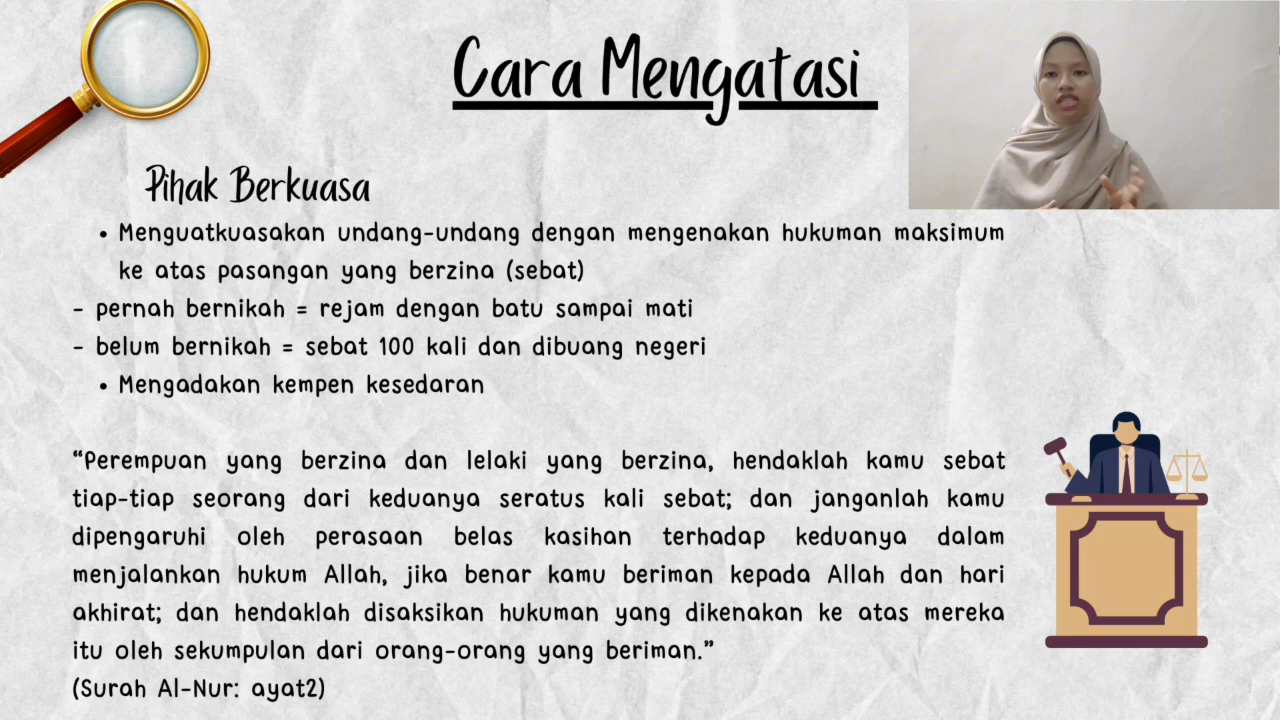 Cara Mengatasi
Pihak Berkuasa
• Menguatkuasakan undang-undang dengan mengenakan hukuman maksimum
ke atas pasangan yang berzina (sebat)
- pernah bernikah = rejam dengan batu sampai mati
- belum bernikah = sebat 100 kali dan dibuang negeri
• Mengadakan kempen kesedaran
“Perempuan yang berzina dan lelaki yang berzina, hendaklah kamu sebat
tiap-tiap seorang dari keduanya seratus kali sebat; dan janganlah kamu
dipengaruhi oleh perasaan belas kasihan terhadap keduanya dalam
menjalankan hukum Allah, jika benar kamu beriman kepada Allah dan hari
akhirat; dan hendaklah disaksikan hukuman yang dikenakan ke atas mereka
itu oleh sekumpulan dari orang-orang yang beriman.”
(Surah Al-Nur: ayat2)